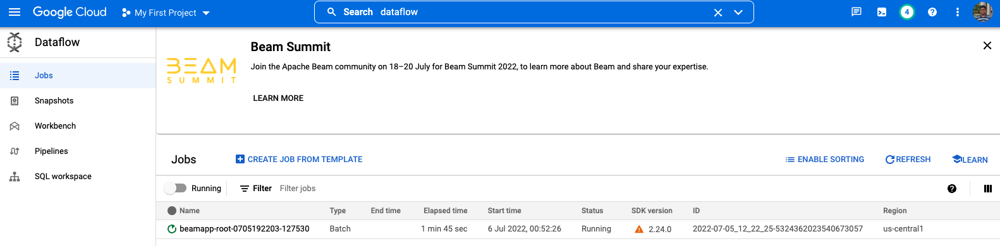 Google Cloud My First Project Search dataflow 4
Dataflow
Jobs
Snapshots
Workbench
Pipelines
SQL workspace
BEAM
SUMMIT
Beam Summit
Join the Apache Beam community on 18–20 July for Beam Summit 2022, to learn more about Beam and share your expertise.
LEARN MORE
Jobs CREATE JOB FROM TEMPLATE ENABLE SORTING REFRESH LEARN
Running Filter Filter jobs
Name Type End time Elapsed time Start time Status SDK version ID Region
beamapp-root-0705192203-127530 Batch 1 min 45 sec 6 Jul 2022, 00:52:26 Running 2.24.0 2022-07-05_12_22_25-5324362023540673057 us-central1